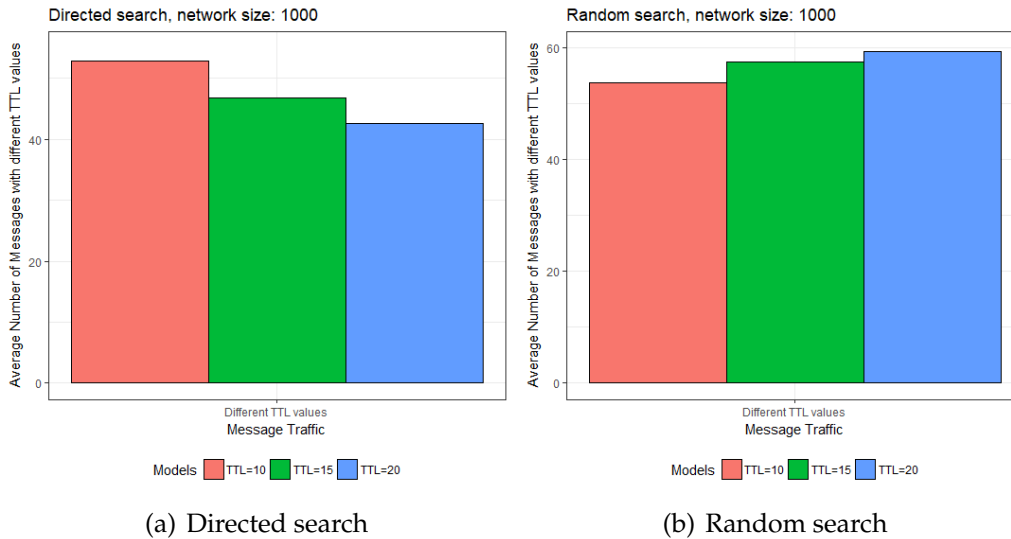 Directed search, network size: 1000
Average Number of Messages with different TTL values
40
20
0
Different TTL values
Message Traffic
Models TTL=10 TTL=15 TTL=20
(a) Directed search
Random search, network size: 1000
Average Number of Messages with different TTL values
60
40
20
0
Different TTL values
Message Traffic
Models TTL=10 TTL=15 TTL=20
(b) Random search